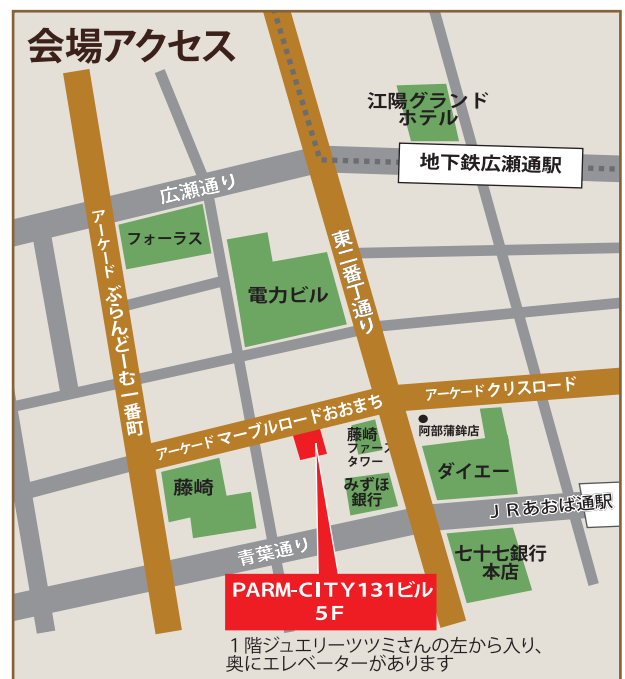 会場アクセス
江陽グランド
ホテル
地下鉄広瀬通駅
広瀬通り
フォーラス
アーケード ぶらんどーむ一番町
電力ビル
東二番丁通り
アーケード クリスロード
アーケード マーブルロードおおまち
阿部蒲鉾店
藤崎
ファースト
タワー
ダイエー
藤崎
みずほ
銀行
JRあおば通駅
青葉通り
七十七銀行
本店
PARM-CITY131ビル
5F
1階ジュエリーツツミさんの左から入り、
奥にエレベーターがあります